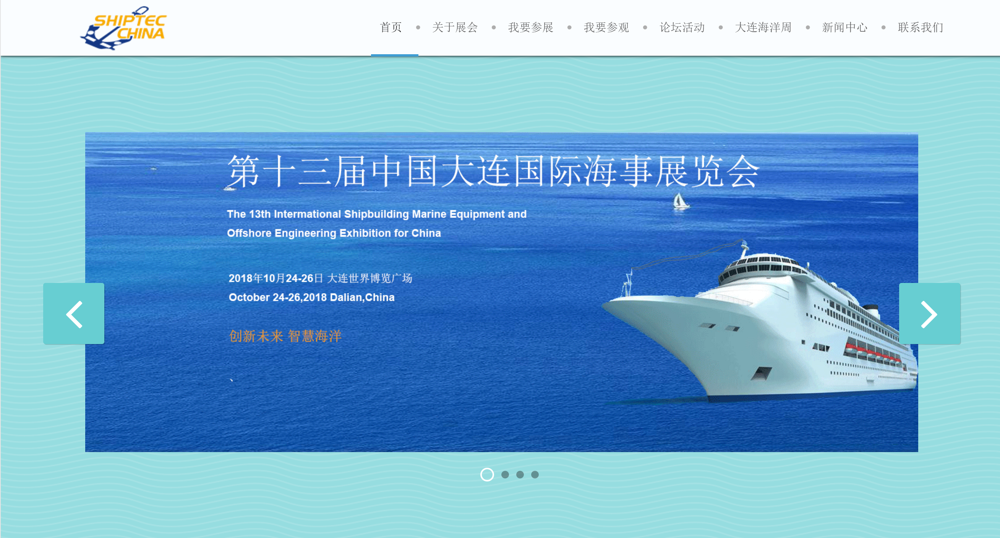 SHIPTEC
CHINA
首页 • 关于展会 • 我要参展 • 我要参观 • 论坛活动 • 大连海洋周 • 新闻中心 • 联系我们
第十三届中国大连国际海事展览会
The 13th Intermational Shipbuilding Marine Equipment and
Offshore Engineering Exhibition for China
2018年10月24-26日 大连世界博览广场
October 24-26,2018 Dalian,China
创新未来 智慧海洋
、